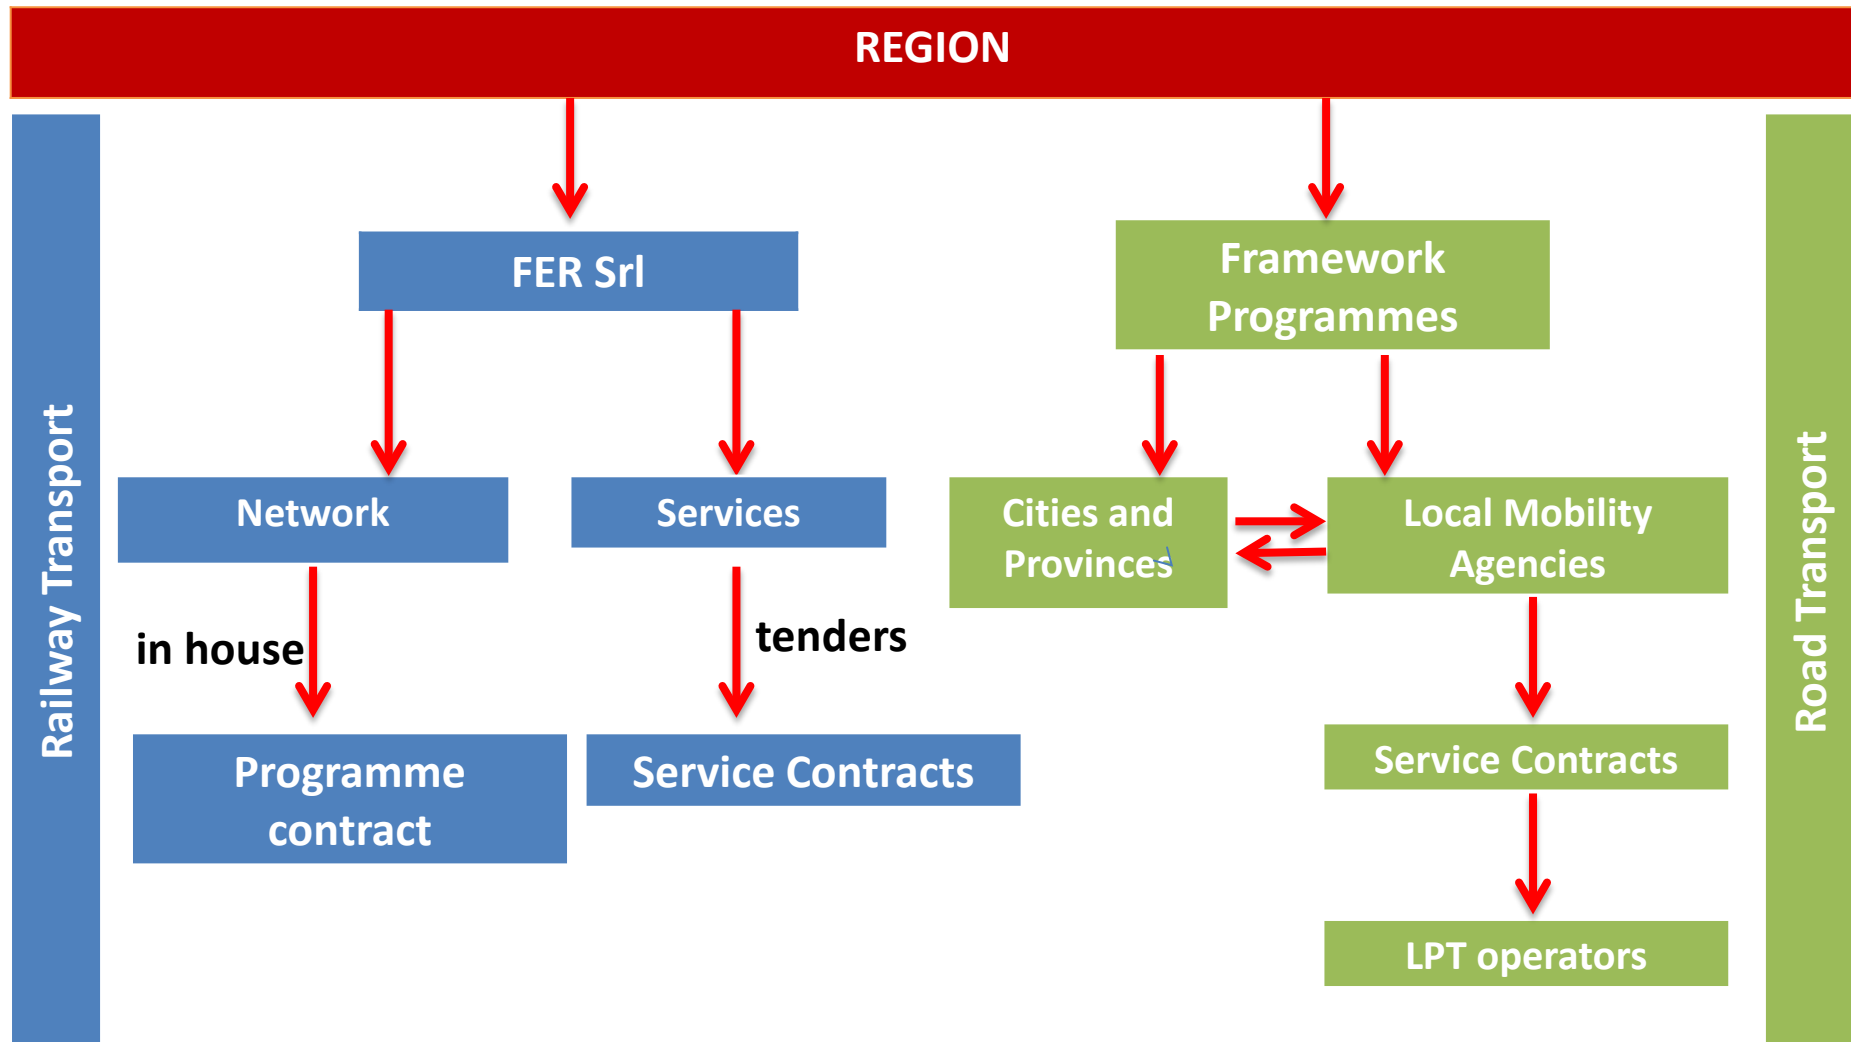 REGION
Railway Transport
FER Srl
Framework
Programmes
Network
Services
Cities and
Provinces
Local Mobility
Agencies
in house
tenders
Programme
contract
Service Contracts
Service Contracts
LPT operators
Road Transport